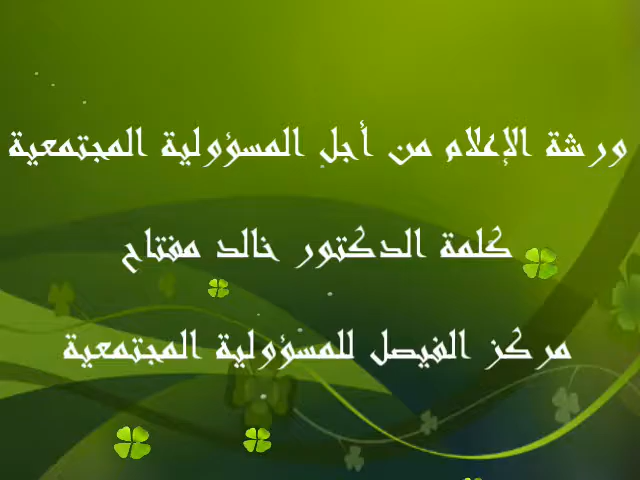 ورشة الإعلام من أجل المسؤولية المجتمعية
كلمة الدكتور خالد مفتاح
مركز الفيصل للمسؤولية المجتمعية